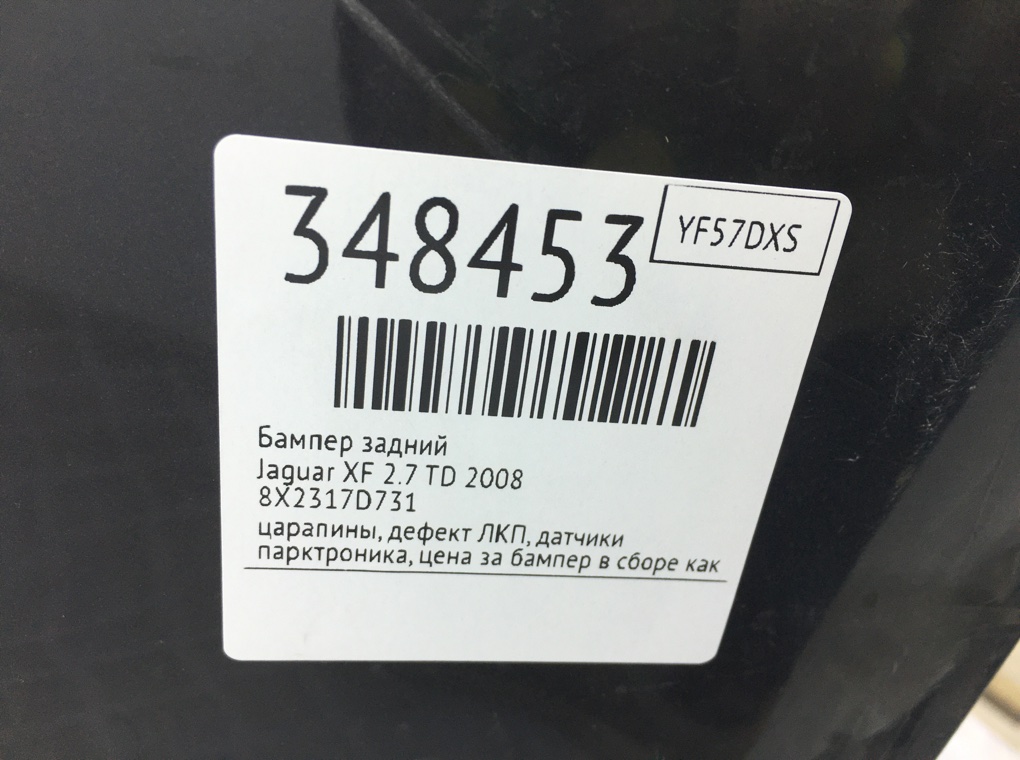 348453
YF57DXS
Бампер задний
Jaguar XF 2.7 TD 2008
8X2317D731
царапины, дефект ЛКП, датчики
парктроника, цена за бампер в сборе как